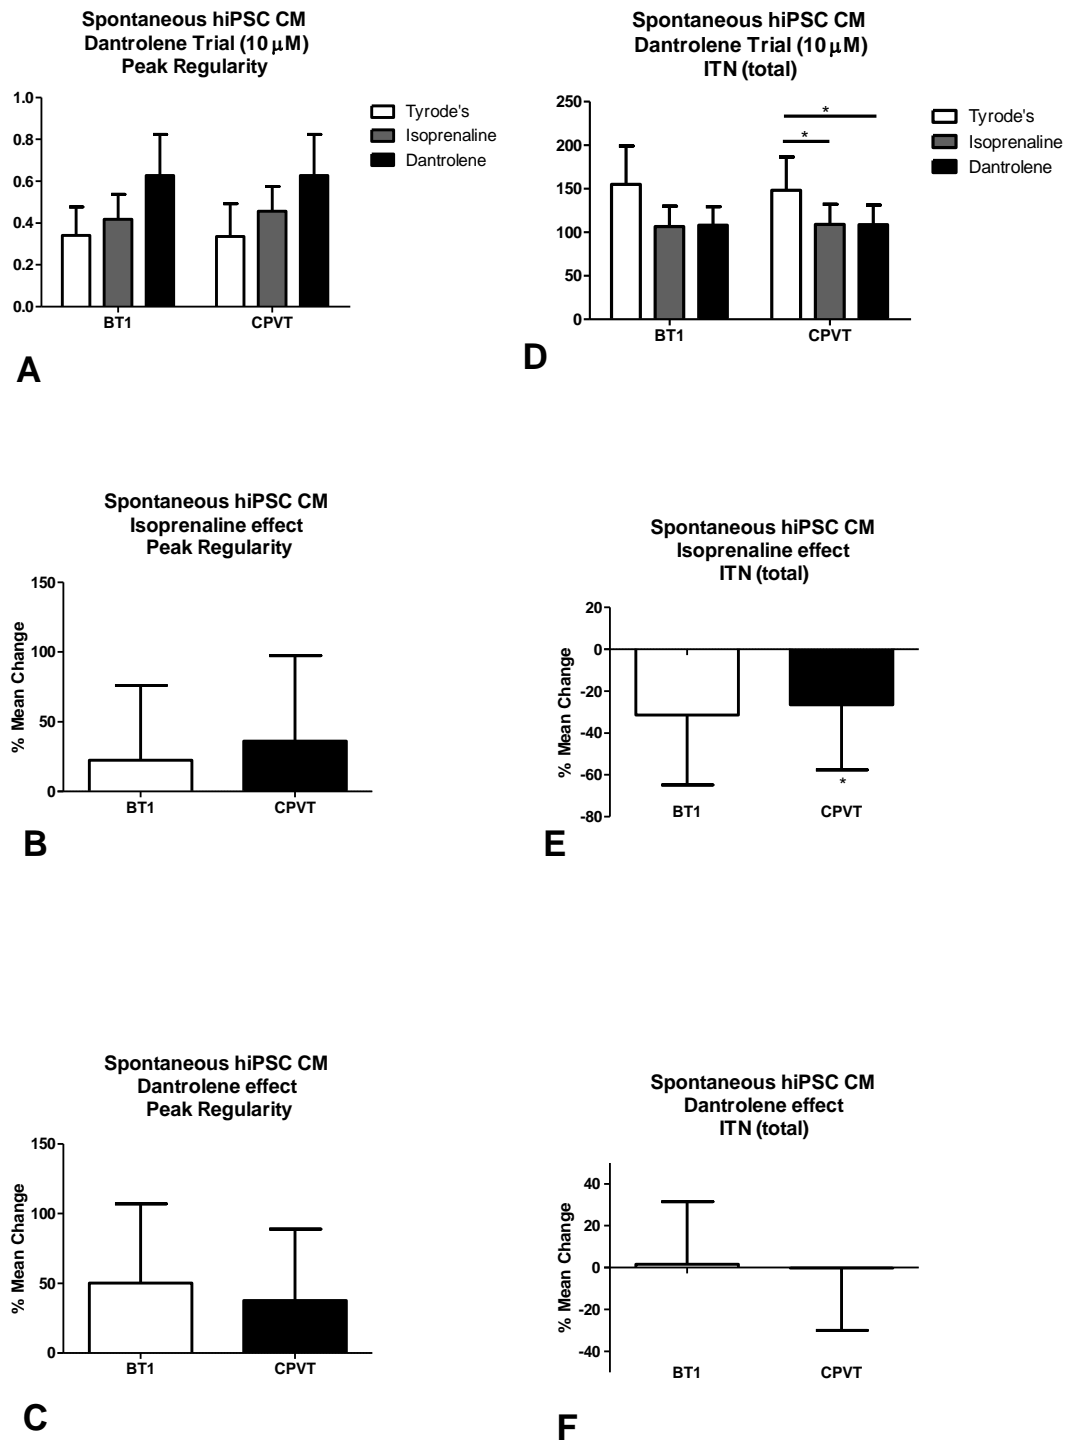 Spontaneous hiPSC CM
Dantrolene Trial (10 μM)
Peak Regularity
1.0
0.8
0.6
0.4
0.2
0.0
BT1
CPVT
Tyrode's
Isoprenaline
Dantrolene
A
Spontaneous hiPSC CM
Dantrolene Trial (10 μM)
ITN (total)
250
200
150
100
50
0
*
*
BT1
CPVT
Tyrode's
Isoprenaline
Dantrolene
D
Spontaneous hiPSC CM
Isoprenaline effect
Peak Regularity
% Mean Change
150
100
50
0
BT1
CPVT
B
Spontaneous hiPSC CM
Isoprenaline effect
ITN (total)
% Mean Change
20
0
-20
-40
-60
-80
*
BT1
CPVT
E
Spontaneous hiPSC CM
Dantrolene effect
Peak Regularity
% Mean Change
150
100
50
0
BT1
CPVT
C
Spontaneous hiPSC CM
Dantrolene effect
ITN (total)
% Mean Change
40
20
0
-20
-40
BT1
CPVT
F